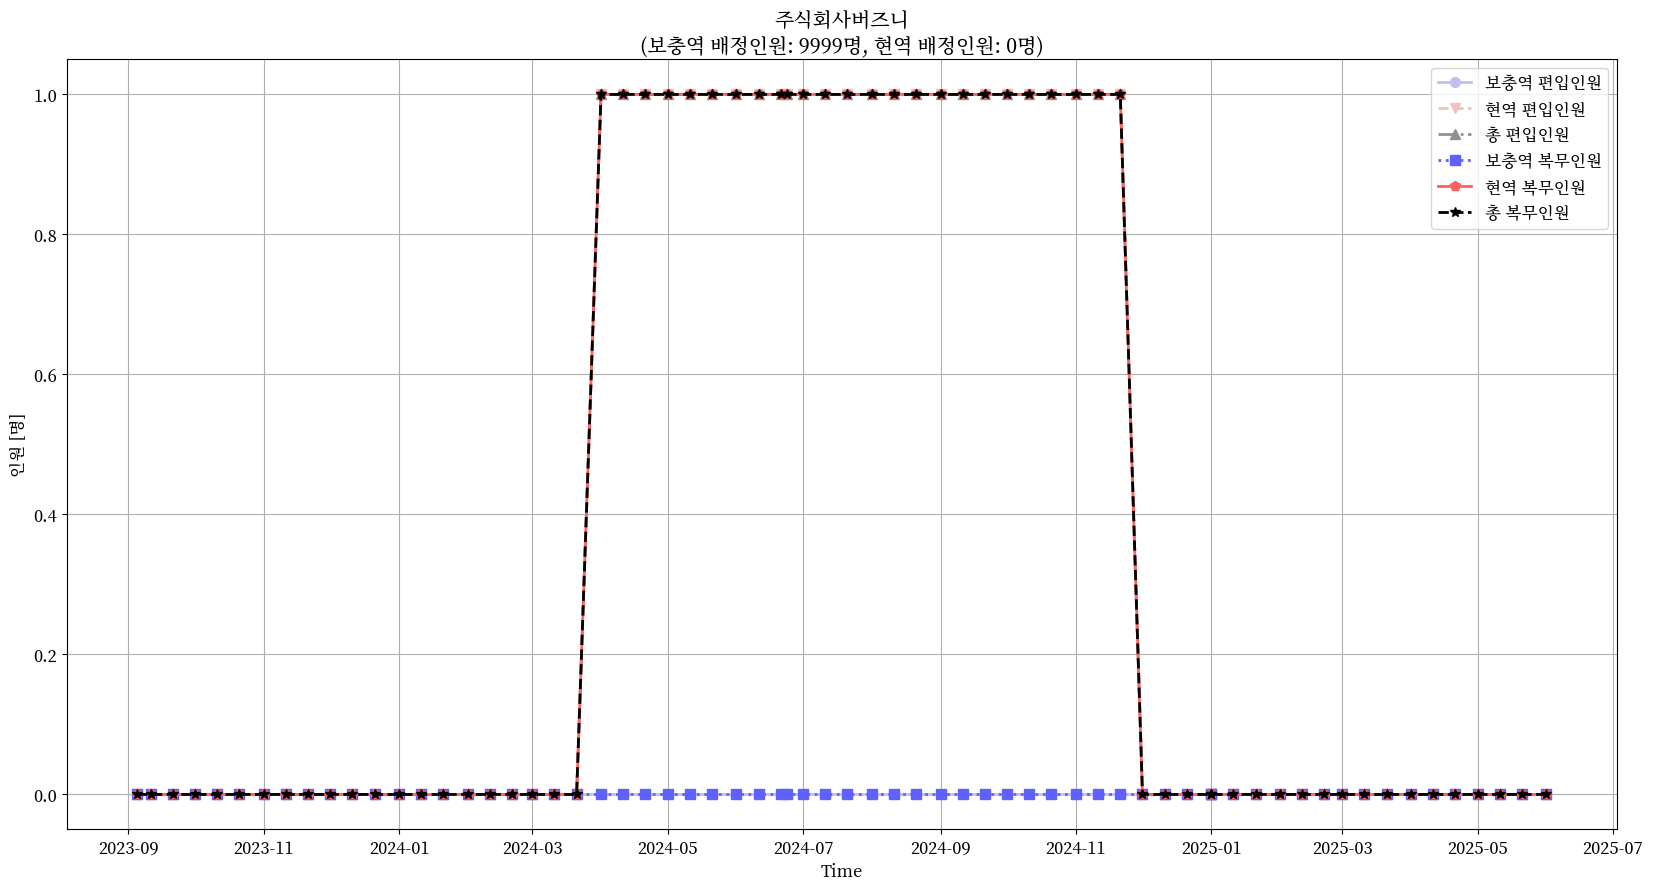 주식회사버즈니
(보충역 배정인원: 9999명, 현역 배정인원: 0명)
보충역 편입인원
현역 편입인원
총 편입인원
보충역 복무인원
현역 복무인원
총 복무인원
인원 [명]
1.0
0.8
0.6
0.4
0.2
0.0
2023-09
2023-11
2024-01
2024-03
2024-05
2024-07
2024-09
2024-11
2025-01
2025-03
2025-05
2025-07
Time